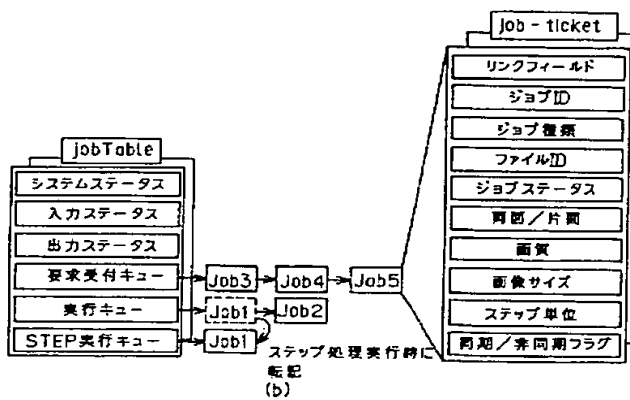 job-ticket
リンクフィールド
ジョブID
ジョブ種類
ファイルID
ジョブステータス
両面／片面
画質
画像サイズ
ステップ単位
同期／非同期フラグ
jobTable
システムステータス
入力ステータス
出力ステータス
要求受付キュー
Job3
Job4
Job5
実行キュー
Job1
Job2
STEP実行キュー
Job1
ステップ処理実行時に
転記
(b)